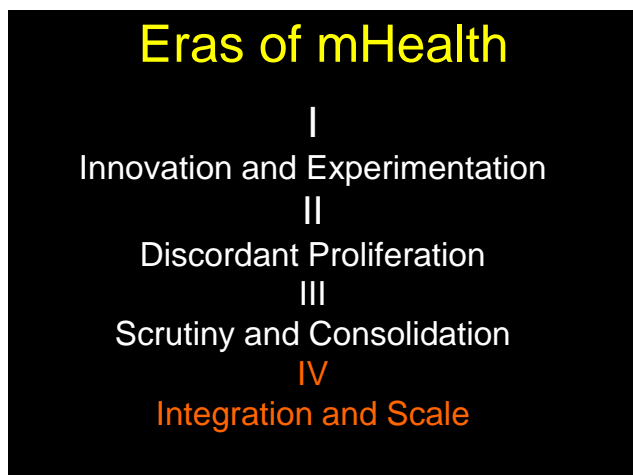 Eras of mHealth
I
Innovation and Experimentation
II
Discordant Proliferation
III
Scrutiny and Consolidation
IV
Integration and Scale